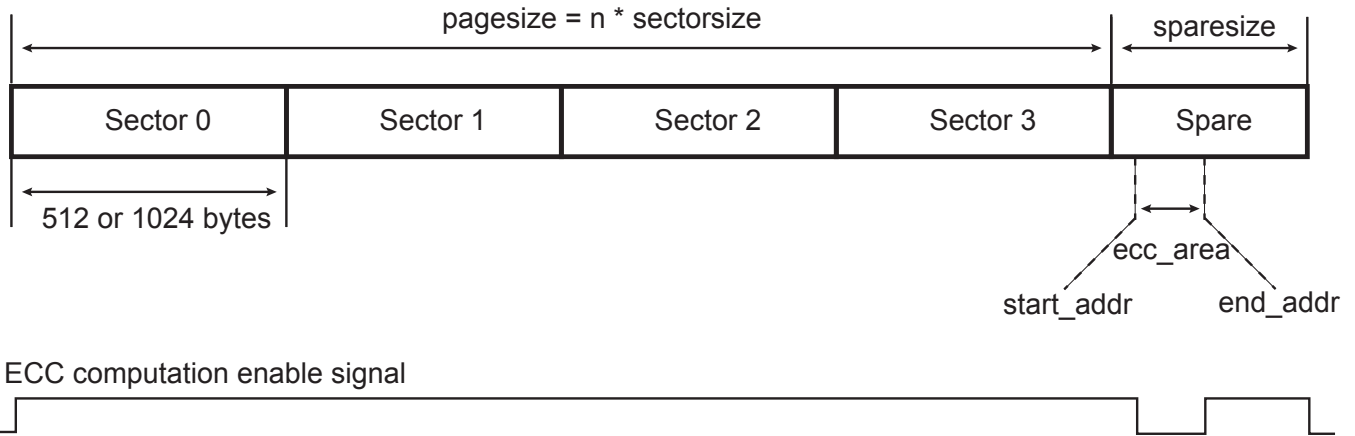 pagesize = n * sectorsize
sparesize
Sector 0
Sector 1
Sector 2
Sector 3
Spare
512 or 1024 bytes
ecc_area
start_addr
end_addr
ECC computation enable signal